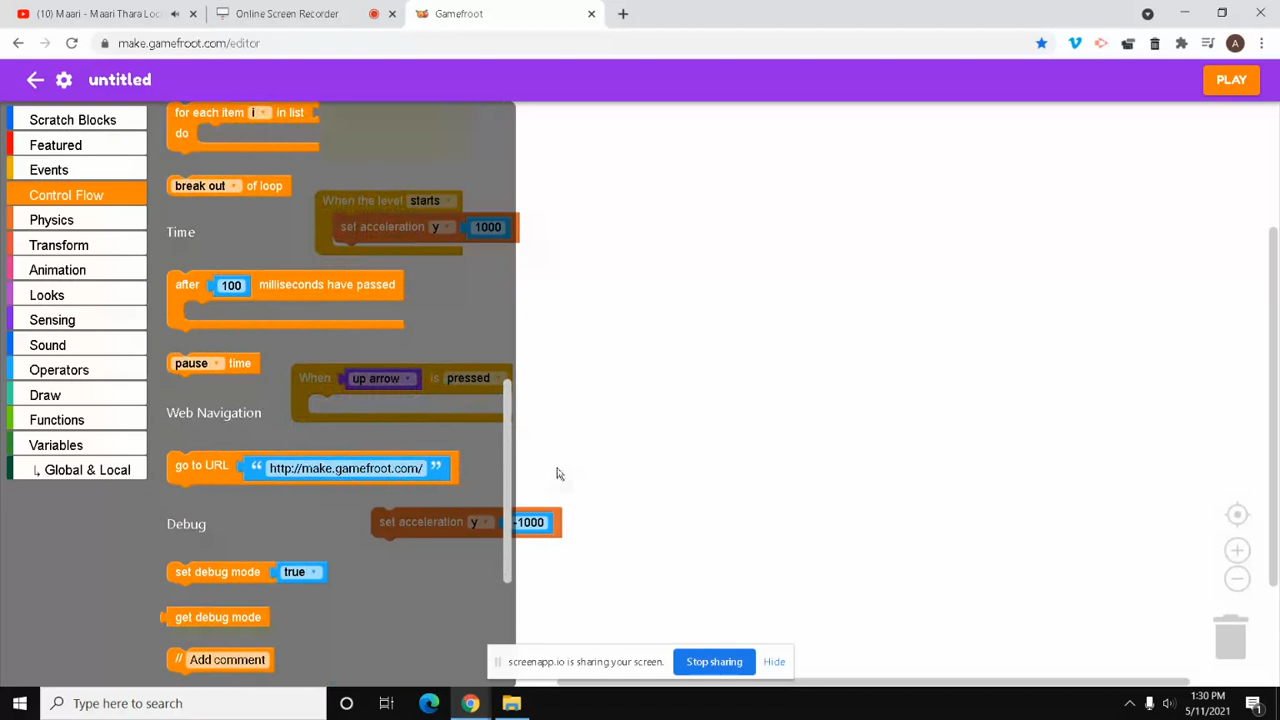 (10) Maari - Maari Thara Loc
Online Screen Recorder
Gamefroot
make.gamefroot.com/editor
A
untitled
PLAY
Scratch Blocks
Featured
Events
Control Flow
Physics
Transform
Animation
Looks
Sensing
Sound
Operators
Draw
Functions
Variables
↳ Global & Local
for each item i in list
do
break out of loop
When the level starts
set acceleration y 1000
Time
after 100 milliseconds have passed
pause time
When up arrow is pressed
Web Navigation
go to URL “ http://make.gamefroot.com/ ”
Debug
set acceleration y -1000
set debug mode true
get debug mode
// Add comment
screenapp.io is sharing your screen.
Stop sharing
Hide
Type here to search
1:30 PM
5/11/2021
1